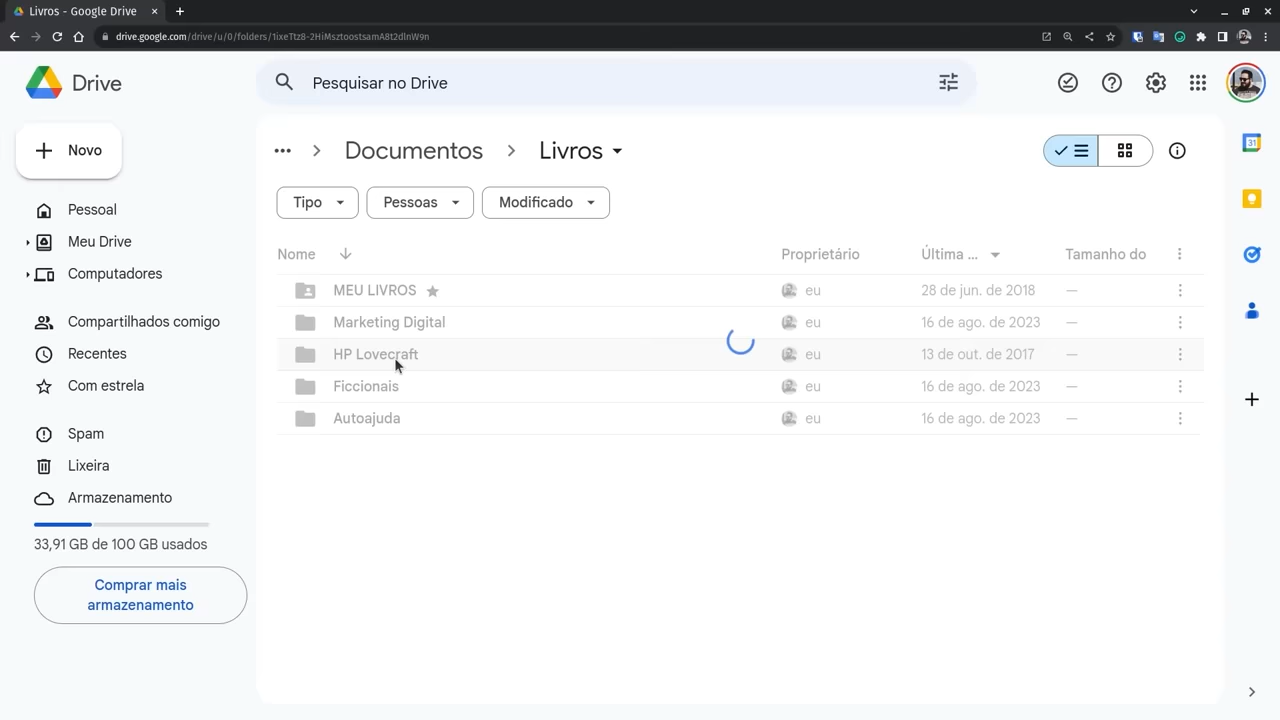 Livros - Google Drive
drive.google.com/drive/u/0/folders/1ixeTtz8-2HiMsztoostsamA8t2dlnW9n
Drive
Pesquisar no Drive
Novo
Documentos
Livros
Tipo
Pessoas
Modificado
Pessoal
Meu Drive
Computadores
Compartilhados comigo
Recentes
Com estrela
Spam
Lixeira
Armazenamento
33,91 GB de 100 GB usados
Comprar mais
armazenamento
Nome Proprietário Última ... Tamanho do
MEU LIVROS eu 28 de jun. de 2018 —
Marketing Digital eu 16 de ago. de 2023 —
HP Lovecraft eu 13 de out. de 2017 —
Ficcionais eu 16 de ago. de 2023 —
Autoajuda eu 16 de ago. de 2023 —
31